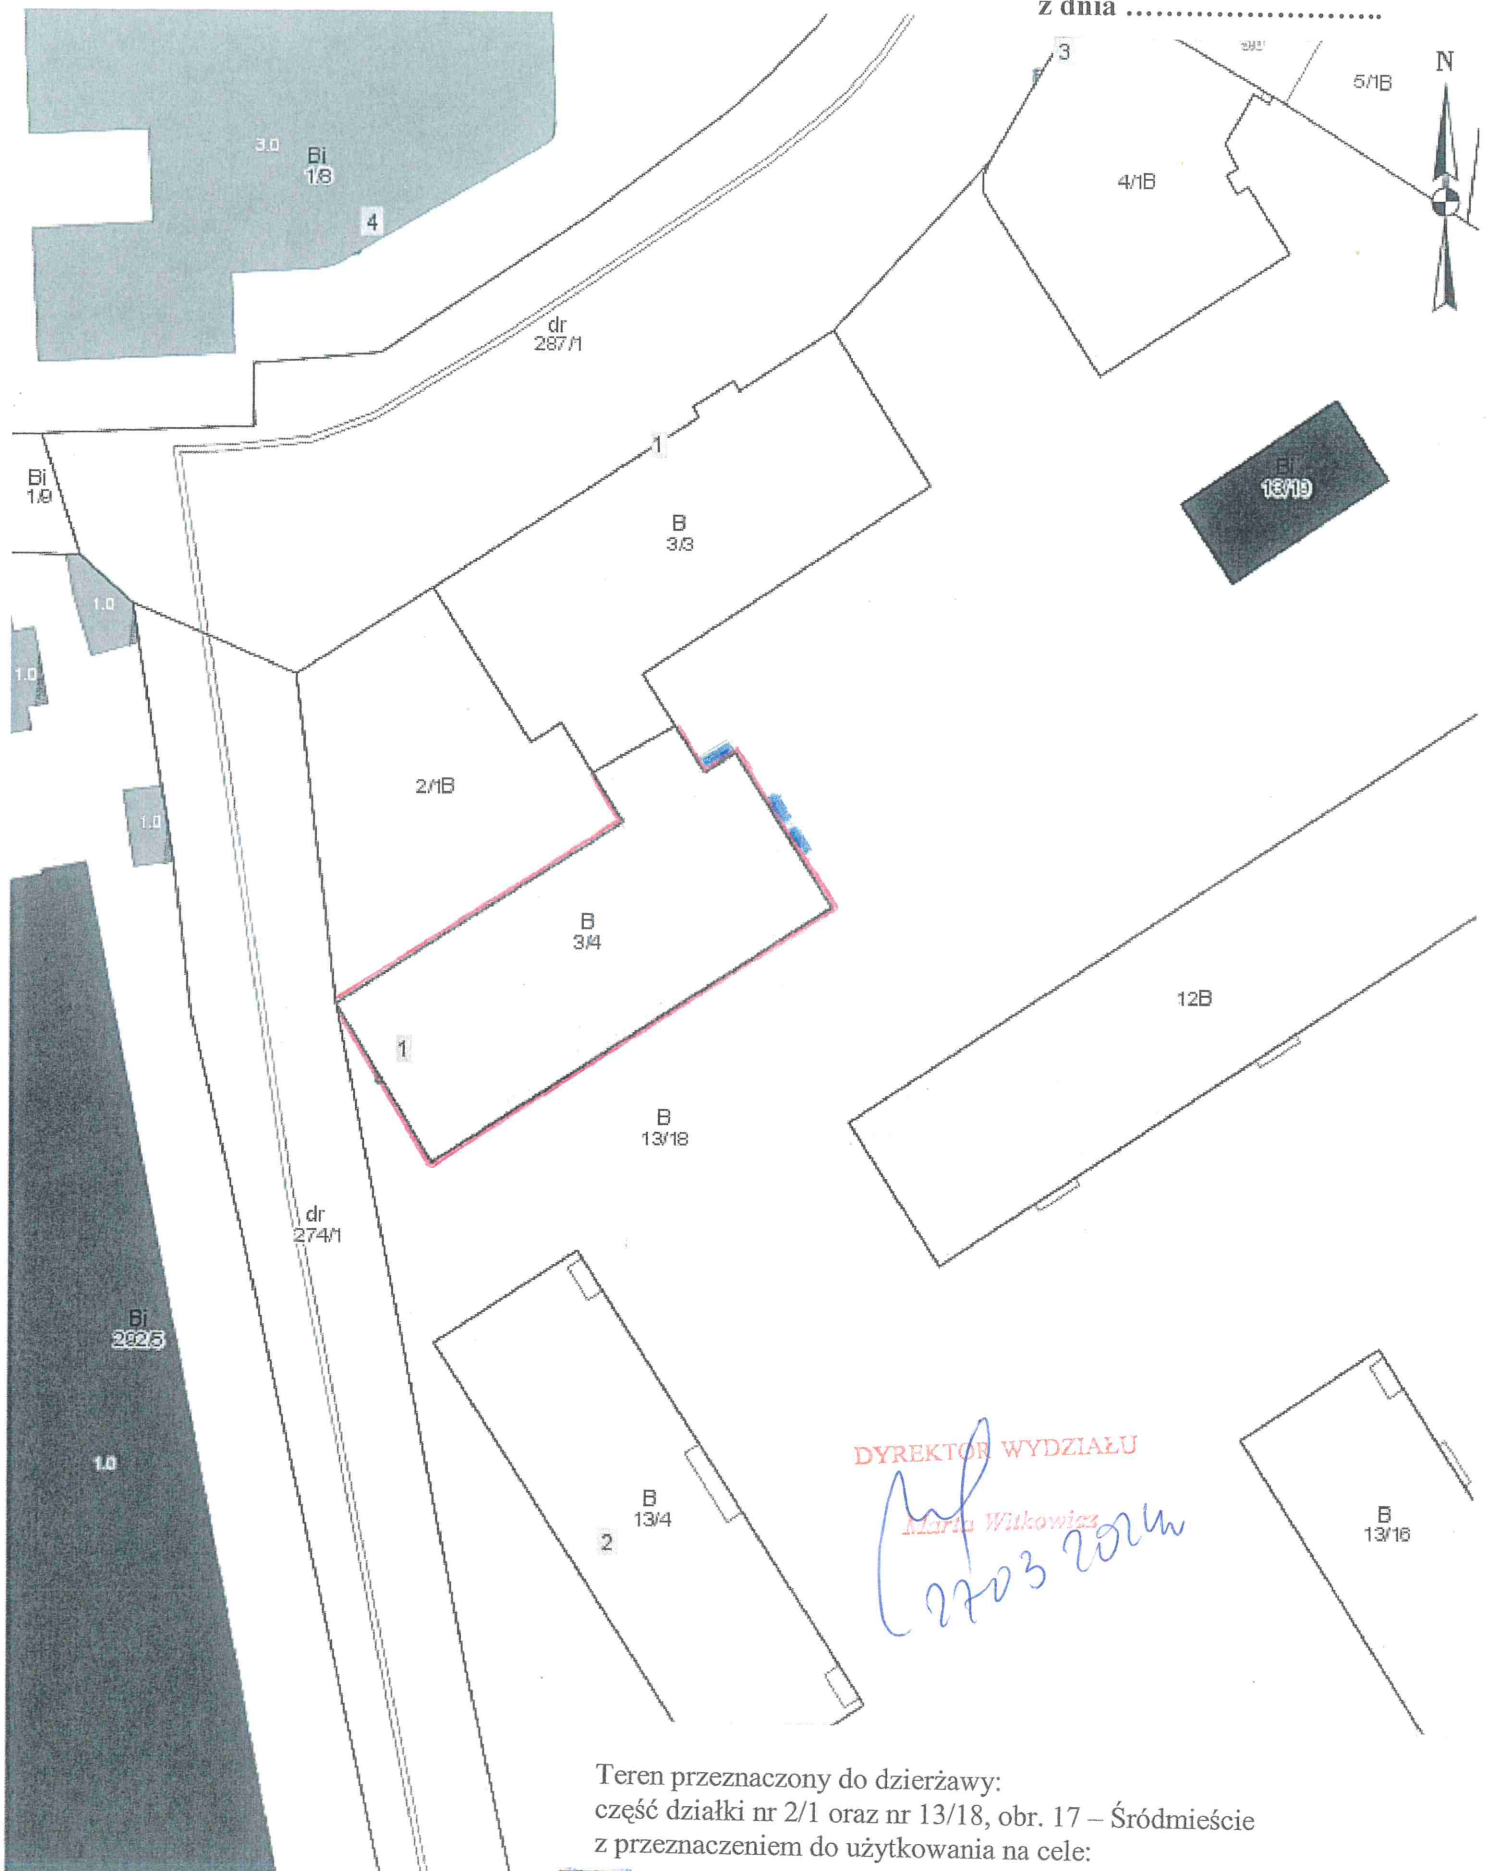 z dnia ...............................
3
5/1B
N
3.0
Bi
1/8
4/1B
4
dr
287/1
1
Bi
1/9
Bi
13/19
B
3/3
1.0
1.0
2/1B
1.0
B
3/4
12B
1
B
13/18
dr
274/1
Bi
292/5
1.0
DYREKTOR WYDZIAŁU
Marta Witkowicz
27 03 2024
B
13/4
2
B
13/16
Teren przeznaczony do dzierżawy:
część działki nr 2/1 oraz nr 13/18, obr. 17 – Śródmieście
z przeznaczeniem do użytkowania na cele: